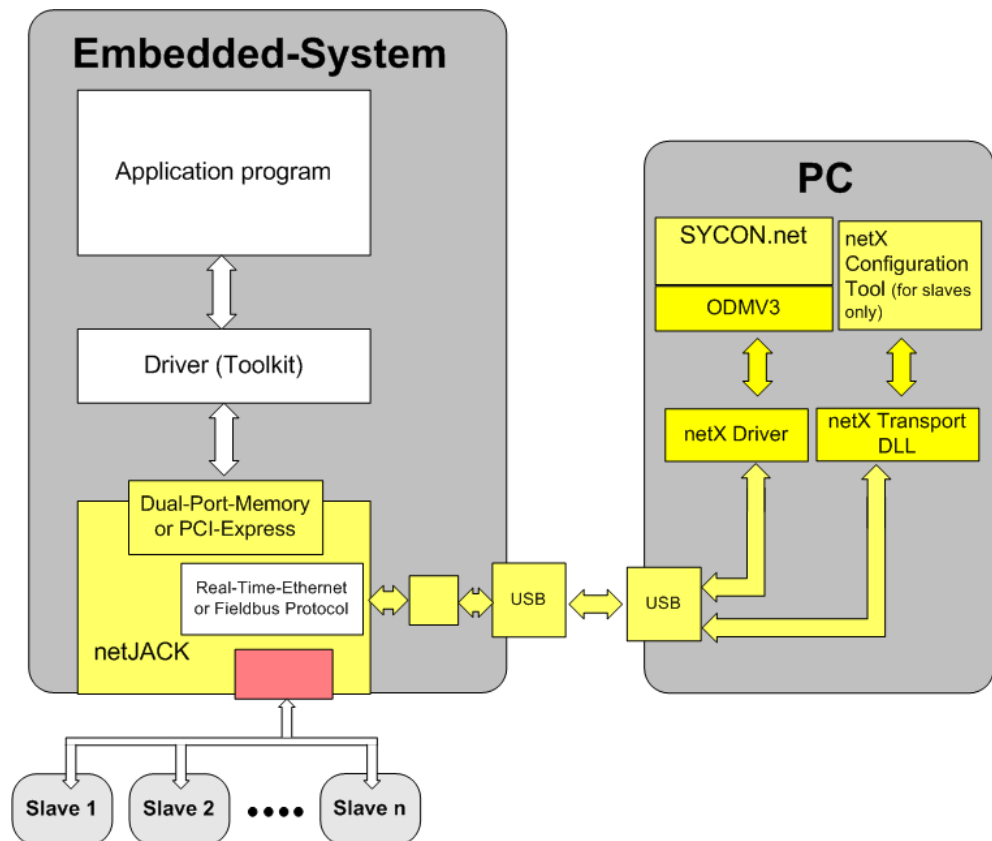 Embedded-System
Application program
Driver (Toolkit)
Dual-Port-Memory
or PCI-Express
Real-Time-Ethernet
or Fieldbus Protocol
netJACK
USB
Slave 1
Slave 2
Slave n
PC
SYCON.net
ODMV3
netX
Configuration
Tool (for slaves
only)
netX Driver
netX Transport
DLL
USB